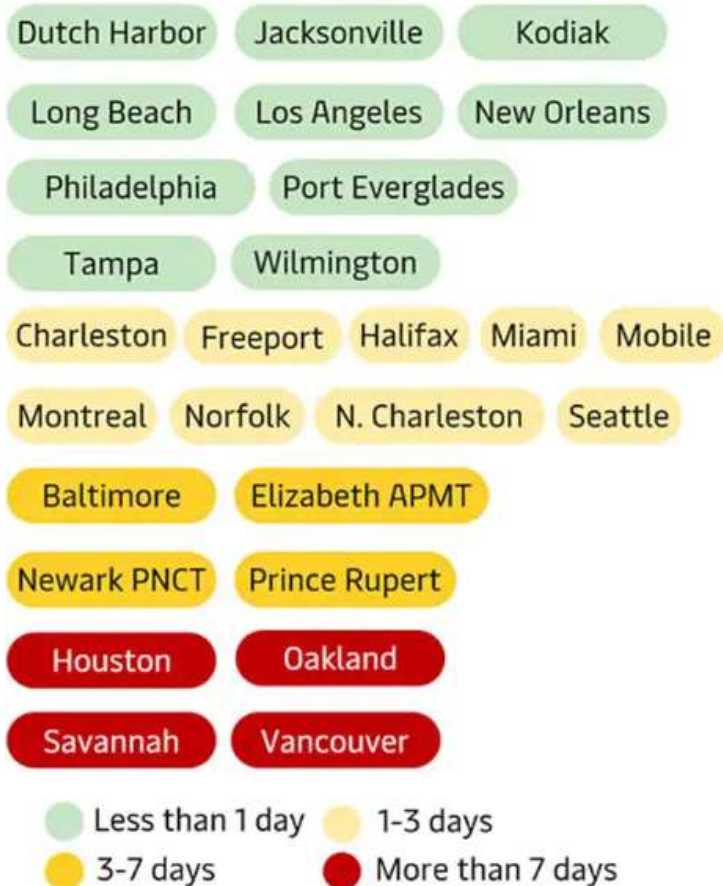 Dutch Harbor Jacksonville Kodiak
Long Beach Los Angeles New Orleans
Philadelphia Port Everglades
Tampa Wilmington
Charleston Freeport Halifax Miami Mobile
Montreal Norfolk N. Charleston Seattle
Baltimore Elizabeth APMT
Newark PNCT Prince Rupert
Houston Oakland
Savannah Vancouver
Less than 1 day 1-3 days
3-7 days More than 7 days